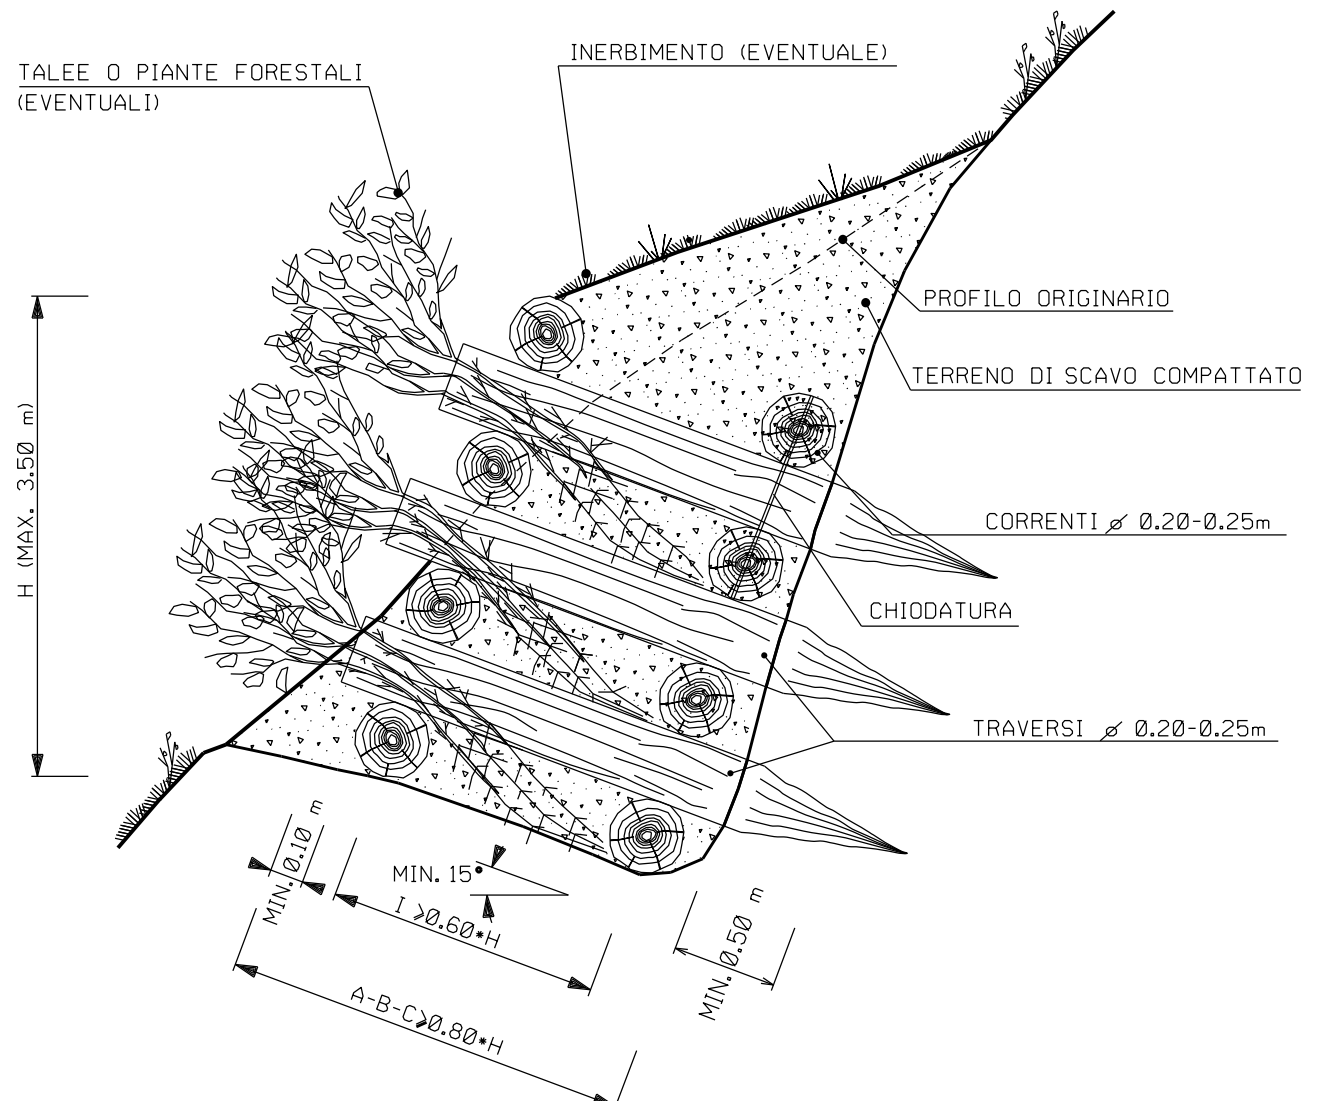 INERBIMENTO (EVENTUALE)
TALEE O PIANTE FORESTALI
(EVENTUALI)
PROFILO ORIGINARIO
TERRENO DI SCAVO COMPATTATO
H (MAX. 3.50 m)
CORRENTI ⌀ 0.20-0.25m
CHIODATURA
TRAVERSI ⌀ 0.20-0.25m
MIN. 0.10 m
MIN. 15°
I ⩾0.60*H
MIN. 0.50 m
A-B-C⩾0.80*H